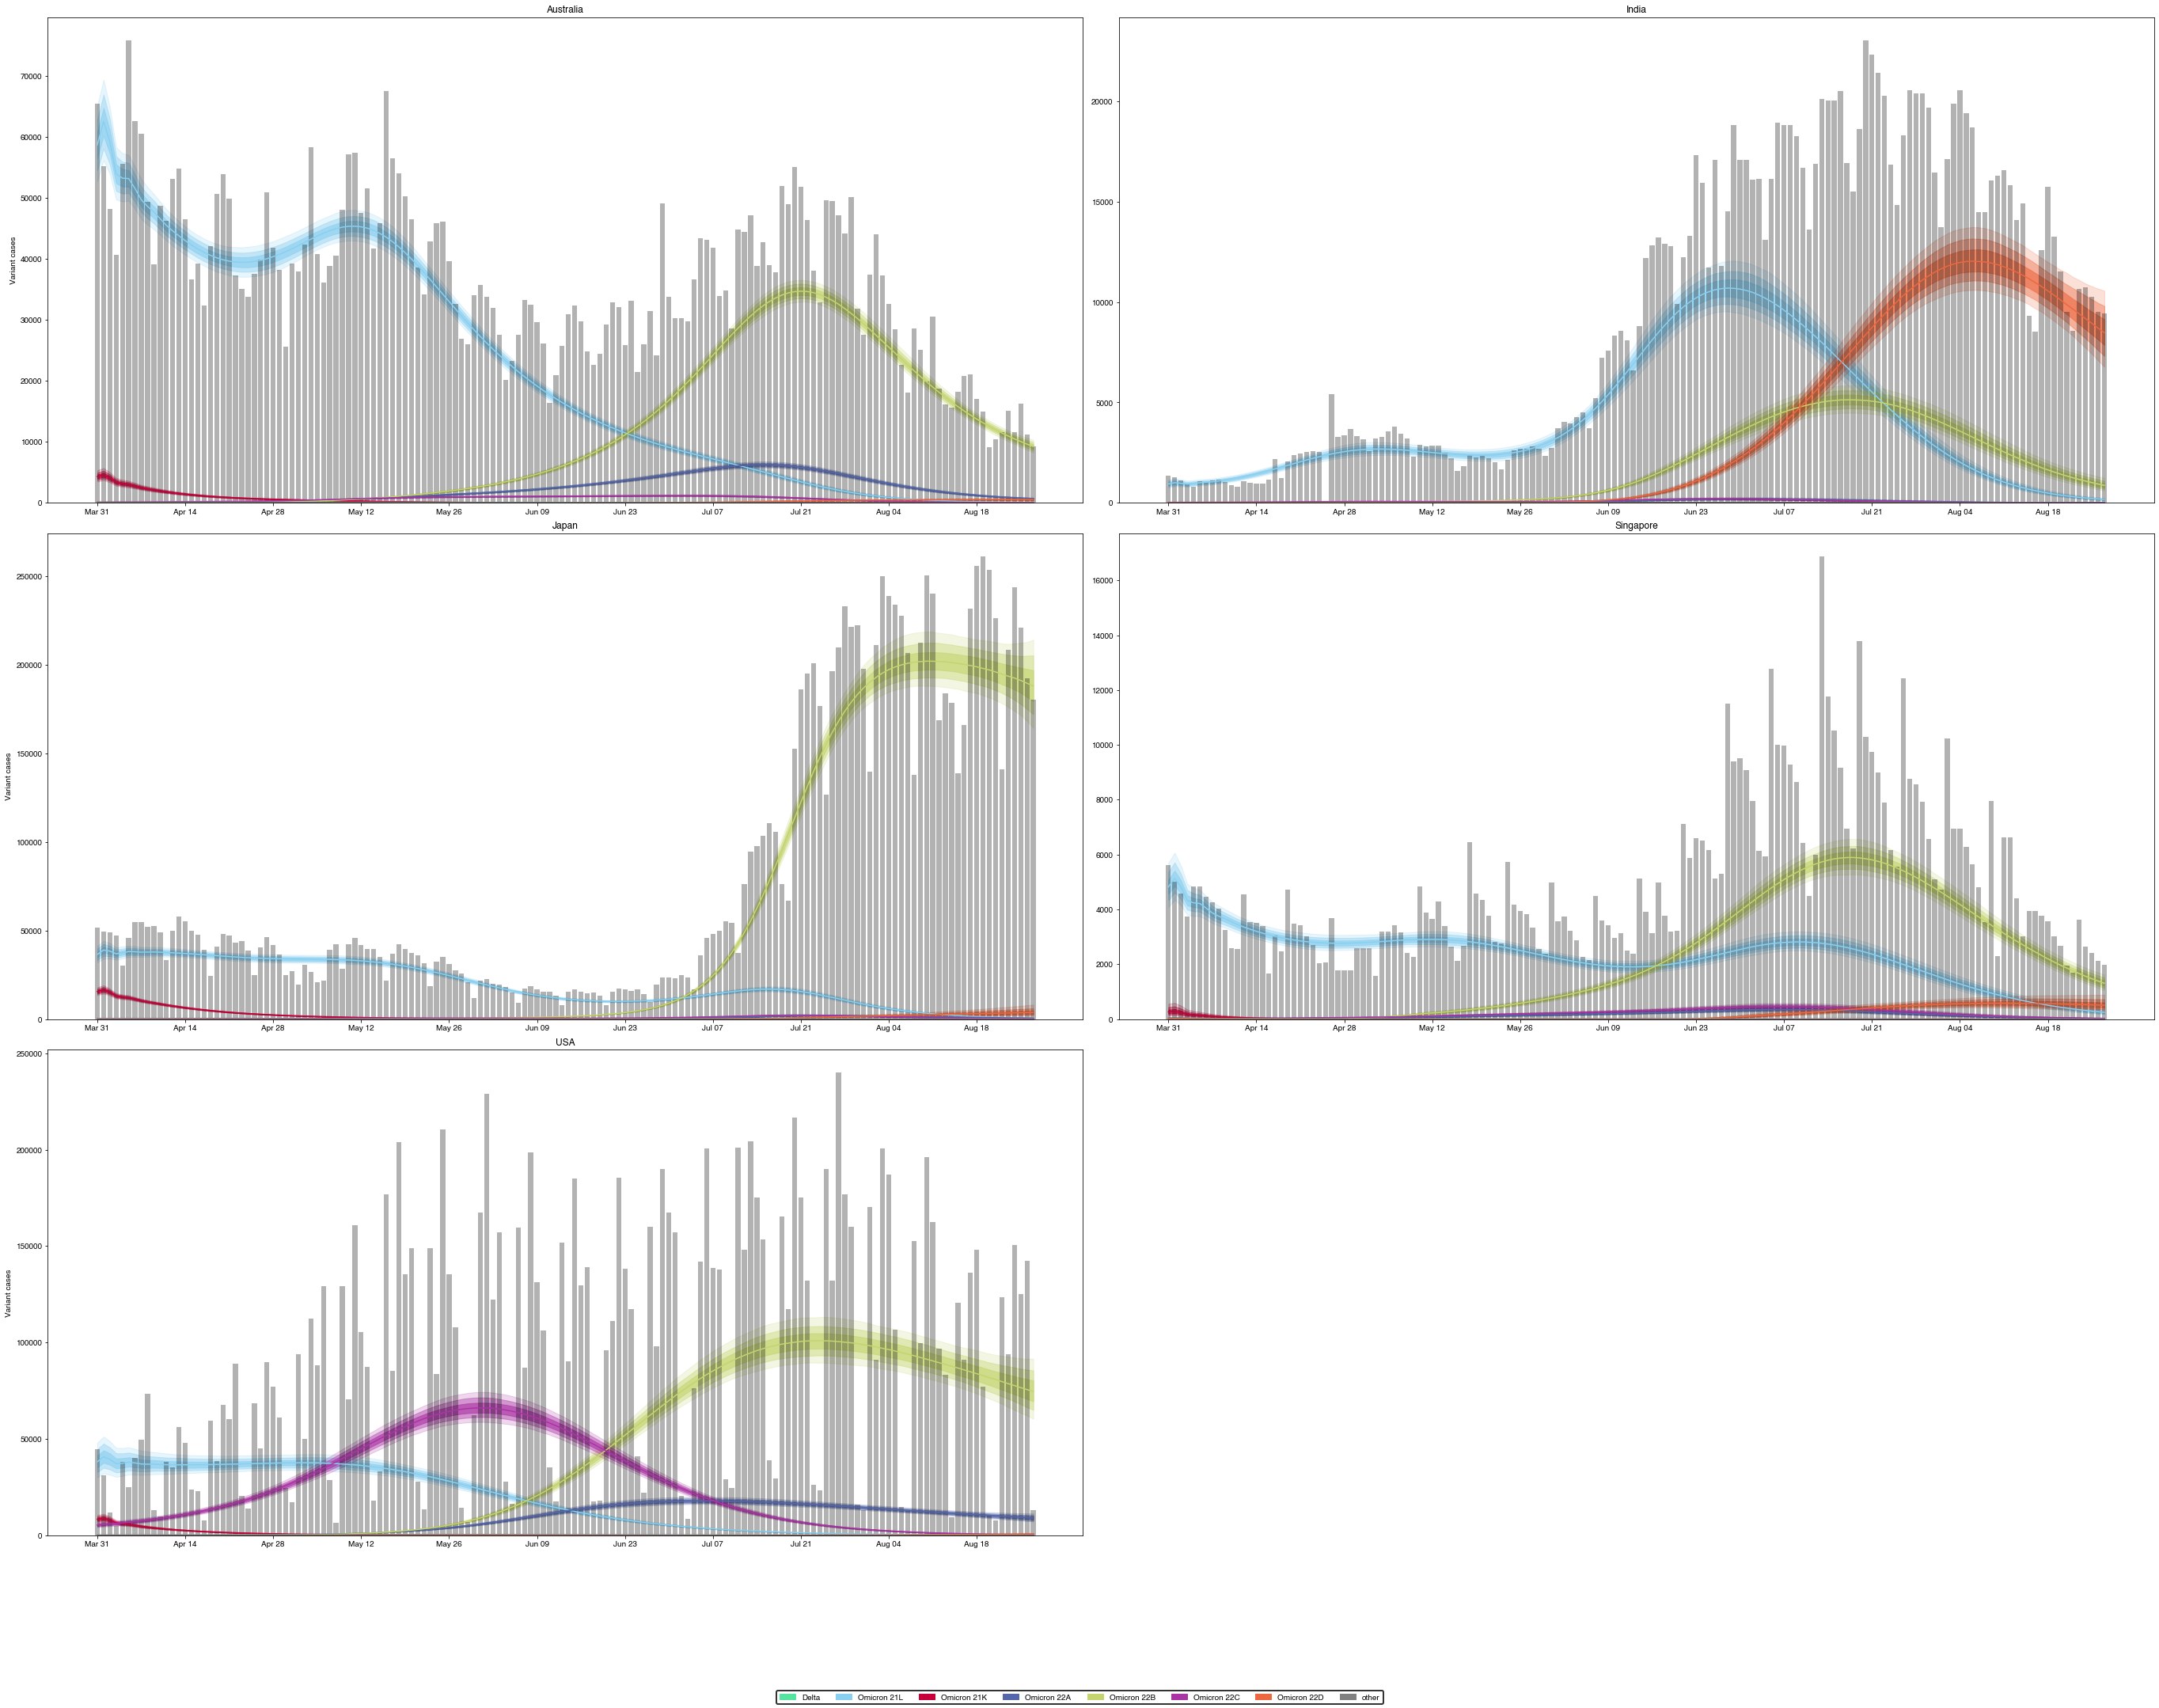 Australia
Variant cases
70000
60000
50000
40000
30000
20000
10000
0
Mar 31 Apr 14 Apr 28 May 12 May 26 Jun 09 Jun 23 Jul 07 Jul 21 Aug 04 Aug 18
India
20000
15000
10000
5000
0
Mar 31 Apr 14 Apr 28 May 12 May 26 Jun 09 Jun 23 Jul 07 Jul 21 Aug 04 Aug 18
Japan
Variant cases
250000
200000
150000
100000
50000
0
Mar 31 Apr 14 Apr 28 May 12 May 26 Jun 09 Jun 23 Jul 07 Jul 21 Aug 04 Aug 18
Singapore
16000
14000
12000
10000
8000
6000
4000
2000
0
Mar 31 Apr 14 Apr 28 May 12 May 26 Jun 09 Jun 23 Jul 07 Jul 21 Aug 04 Aug 18
USA
Variant cases
250000
200000
150000
100000
50000
0
Mar 31 Apr 14 Apr 28 May 12 May 26 Jun 09 Jun 23 Jul 07 Jul 21 Aug 04 Aug 18
Delta Omicron 21L Omicron 21K Omicron 22A Omicron 22B Omicron 22C Omicron 22D other